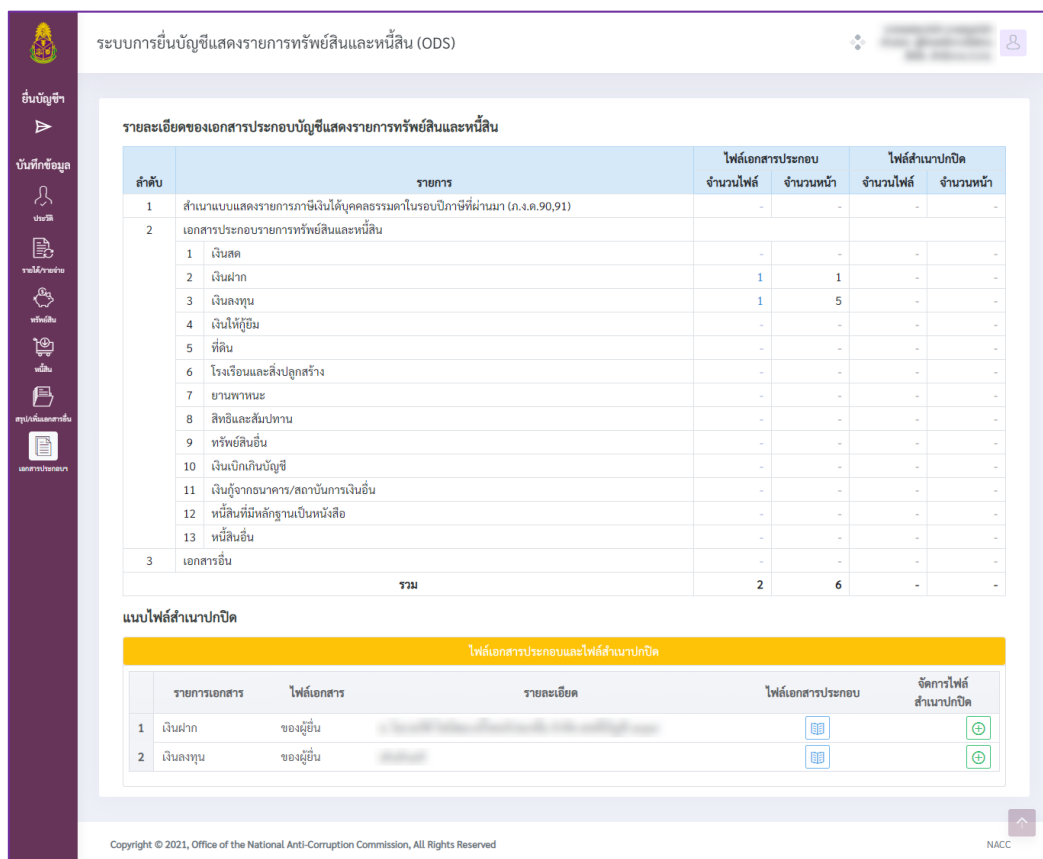 ระบบการยื่นบัญชีแสดงรายการทรัพย์สินและหนี้สิน (ODS)
ยื่นบัญชีฯ
บันทึกข้อมูล
ประวัติ
รายได้/รายจ่าย
ทรัพย์สิน
หนี้สิน
สรุป/เพิ่มเอกสารอื่น
เอกสารประกอบฯ
รายละเอียดของเอกสารประกอบบัญชีแสดงรายการทรัพย์สินและหนี้สิน
ไฟล์เอกสารประกอบ ไฟล์สำเนาปกปิด
ลำดับ รายการ จำนวนไฟล์ จำนวนหน้า จำนวนไฟล์ จำนวนหน้า
1 สำเนาแบบแสดงรายการภาษีเงินได้บุคคลธรรมดาในรอบปีภาษีที่ผ่านมา (ภ.ง.ด.90,91) - - - -
2 เอกสารประกอบรายการทรัพย์สินและหนี้สิน
1 เงินสด - - - -
2 เงินฝาก 1 1 - -
3 เงินลงทุน 1 5 - -
4 เงินให้กู้ยืม - - - -
5 ที่ดิน - - - -
6 โรงเรือนและสิ่งปลูกสร้าง - - - -
7 ยานพาหนะ - - - -
8 สิทธิและสัมปทาน - - - -
9 ทรัพย์สินอื่น - - - -
10 เงินเบิกเกินบัญชี - - - -
11 เงินกู้จากธนาคาร/สถาบันการเงินอื่น - - - -
12 หนี้สินที่มีหลักฐานเป็นหนังสือ - - - -
13 หนี้สินอื่น - - - -
3 เอกสารอื่น - - - -
รวม 2 6 - -
แนบไฟล์สำเนาปกปิด
ไฟล์เอกสารประกอบและไฟล์สำเนาปกปิด
รายการเอกสาร ไฟล์เอกสาร รายละเอียด ไฟล์เอกสารประกอบ จัดการไฟล์
สำเนาปกปิด
1 เงินฝาก ของผู้ยื่น
2 เงินลงทุน ของผู้ยื่น
Copyright © 2021, Office of the National Anti-Corruption Commission, All Rights Reserved NACC